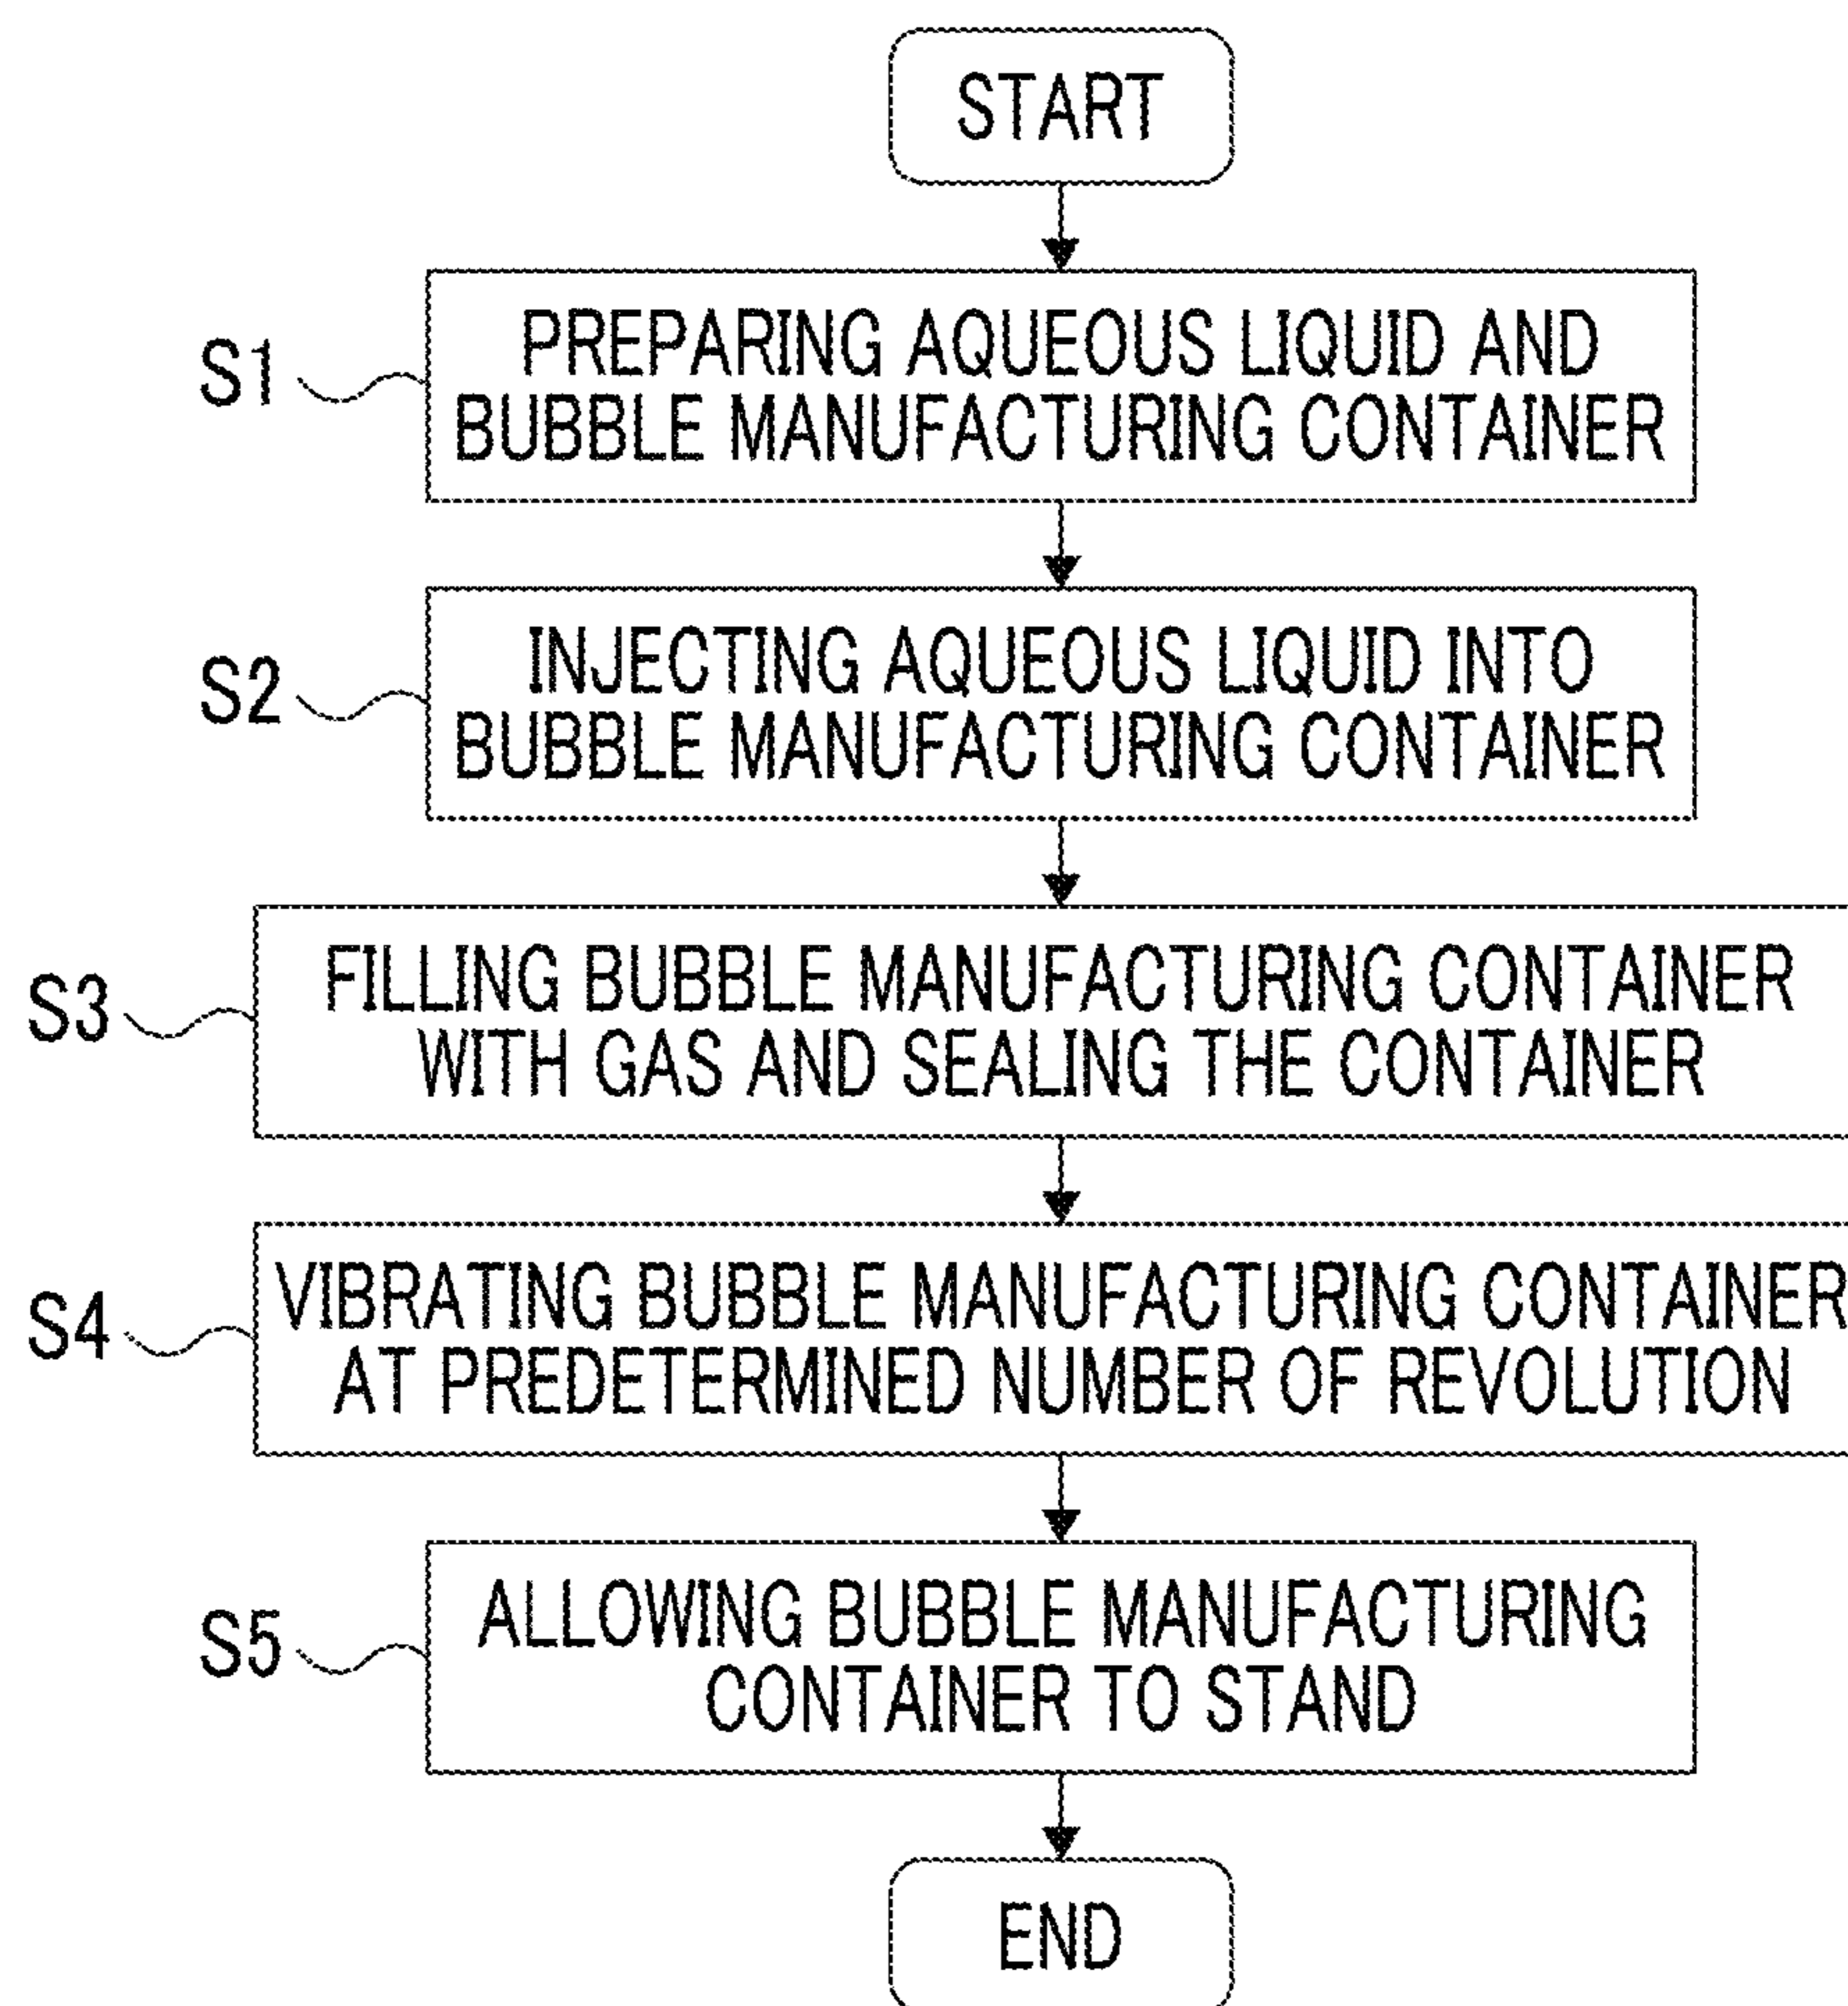 START
S1
PREPARING AQUEOUS LIQUID AND
BUBBLE MANUFACTURING CONTAINER
S2
INJECTING AQUEOUS LIQUID INTO
BUBBLE MANUFACTURING CONTAINER
S3
FILLING BUBBLE MANUFACTURING CONTAINER
WITH GAS AND SEALING THE CONTAINER
S4
VIBRATING BUBBLE MANUFACTURING CONTAINER
AT PREDETERMINED NUMBER OF REVOLUTION
S5
ALLOWING BUBBLE MANUFACTURING
CONTAINER TO STAND
END